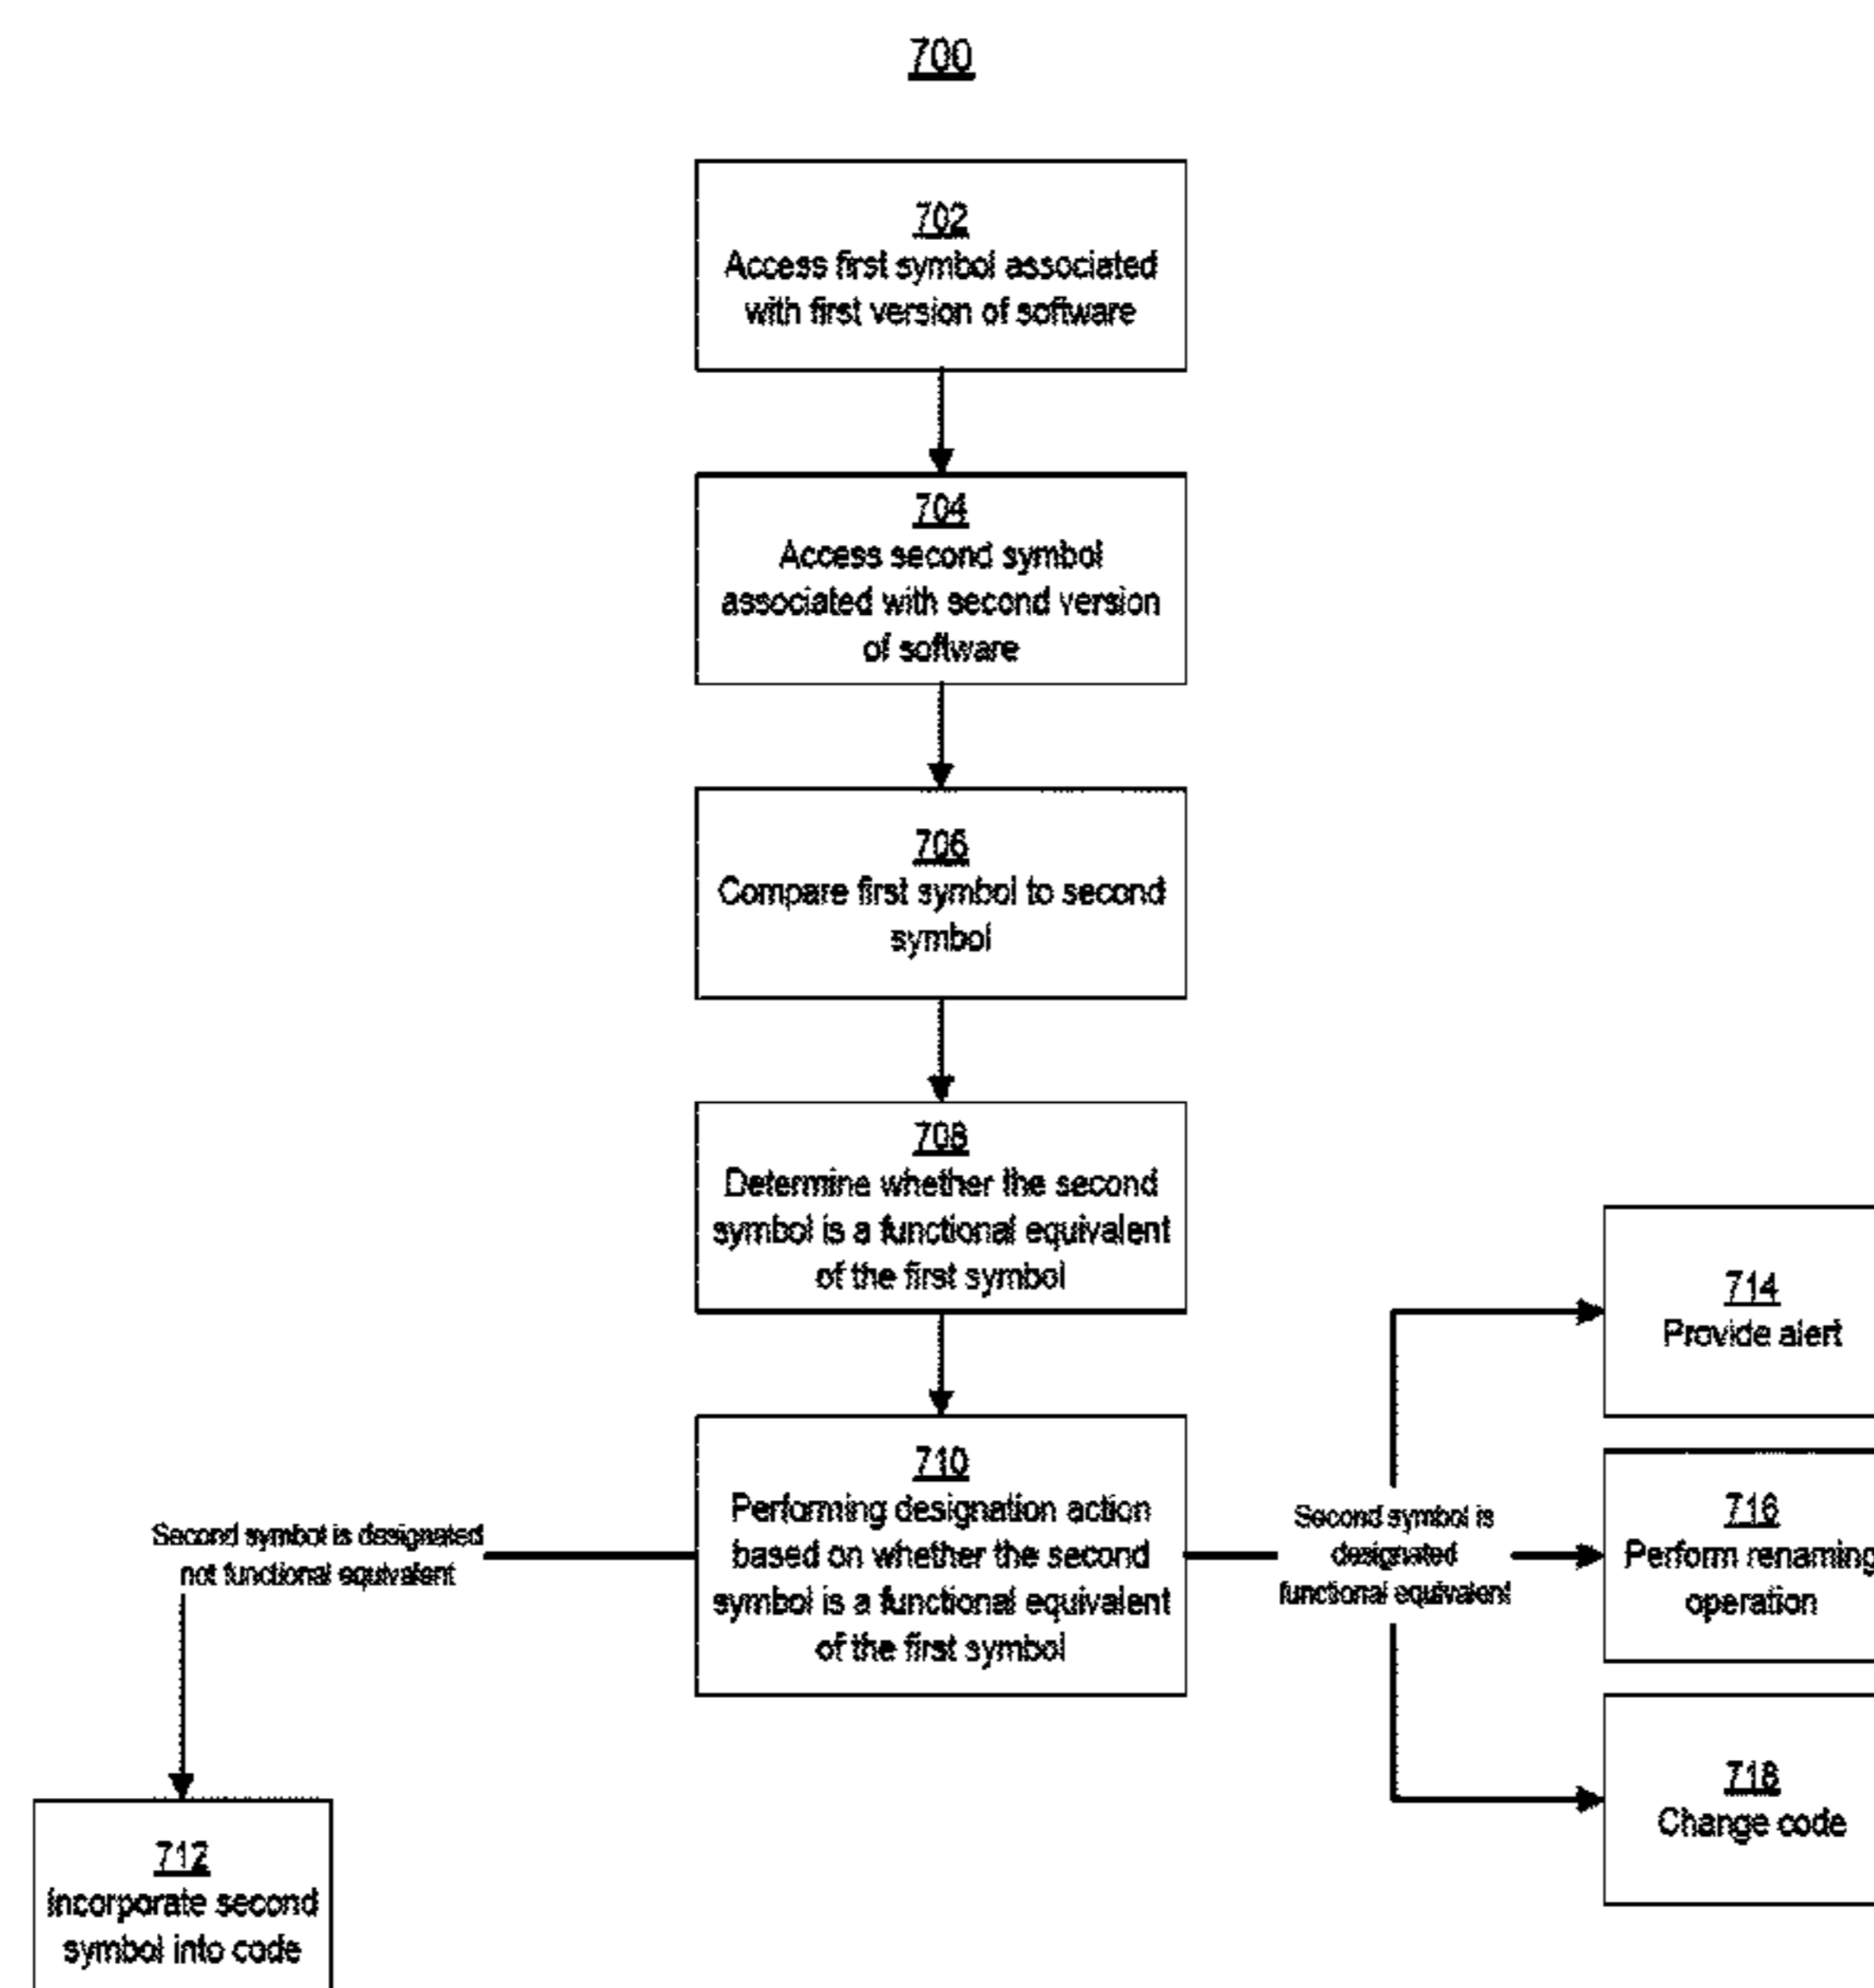 700
702
Access first symbol associated
with first version of software
704
Access second symbol
associated with second version
of software
706
Compare first symbol to second
symbol
708
Determine whether the second
symbol is a functional equivalent
of the first symbol
710
Performing designation action
based on whether the second
symbol is a functional equivalent
of the first symbol
Second symbol is designated
not functional equivalent
712
Incorporate second
symbol into code
Second symbol is
designated
functional equivalent
714
Provide alert
716
Perform renaming
operation
718
Change code